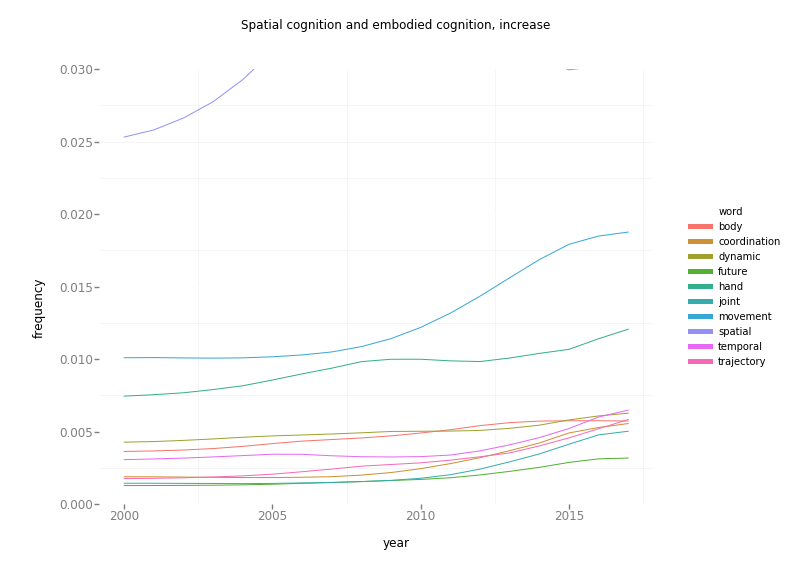 Spatial cognition and embodied cognition, increase
0.030
0.025
0.020
0.015
0.010
0.005
0.000
frequency
2000
2005
2010
2015
year
word
body
coordination
dynamic
future
hand
joint
movement
spatial
temporal
trajectory